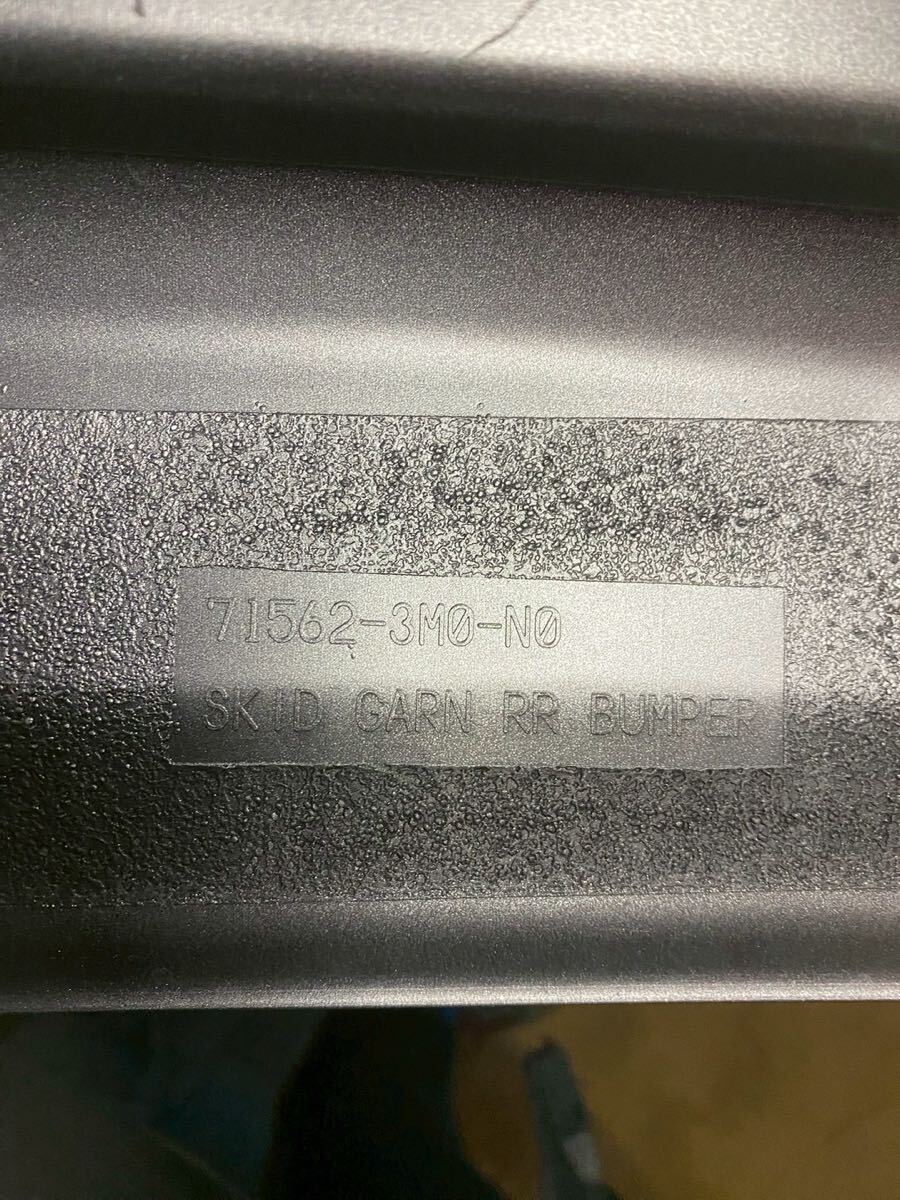 71562-3M0-N0
SKID GARN RR BUMPER